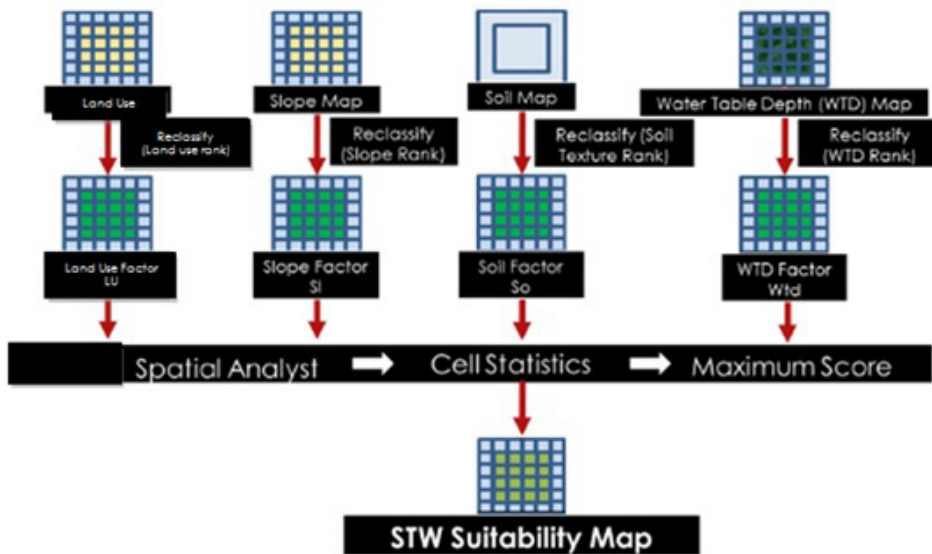 Land Use
Slope Map
Soil Map
Water Table Depth (WTD) Map
Reclassify
(Land use rank)
Reclassify
(Slope Rank)
Reclassify (Soil
Texture Rank)
Reclassify
(WTD Rank)
Land Use Factor
LU
Slope Factor
Sl
Soil Factor
So
WTD Factor
Wtd
Spatial Analyst
Cell Statistics
Maximum Score
STW Suitability Map